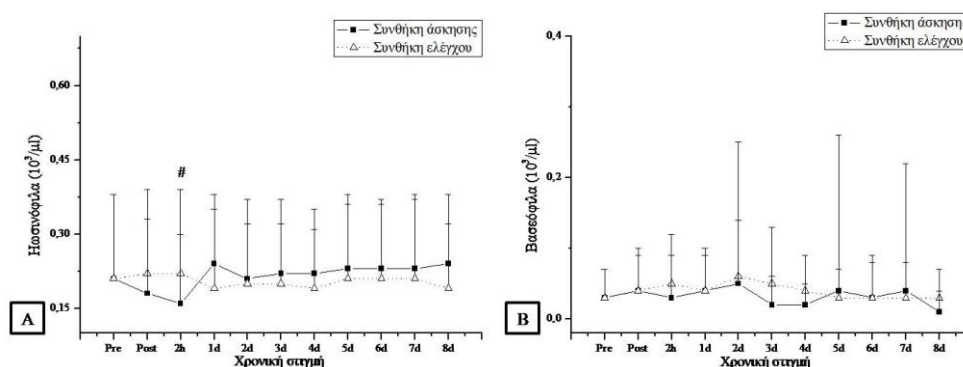 Συνθήκη άσκησης
Συνθήκη ελέγχου
0,60
0,45
0,30
0,15
Ηωσινόφιλα (10³/μl)
#
A
Pre Post 2h 1d 2d 3d 4d 5d 6d 7d 8d
Χρονική στιγμή
Συνθήκη άσκησης
Συνθήκη ελέγχου
0,4
0,2
0,0
Βασεόφιλα (10³/μl)
B
Pre Post 2h 1d 2d 3d 4d 5d 6d 7d 8d
Χρονική στιγμή